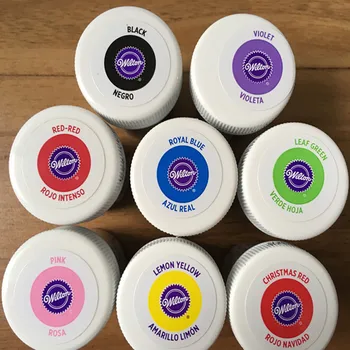 BLACK
Wilton®
NEGRO
VIOLET
Wilton®
VIOLETA
RED-RED
Wilton®
ROJO INTENSO
ROYAL BLUE
Wilton®
AZUL REAL
LEAF GREEN
Wilton®
VERDE HOJA
PINK
Wilton®
ROSA
LEMON YELLOW
Wilton®
AMARILLO LIMÓN
CHRISTMAS RED
Wilton®
ROJO NAVIDAD